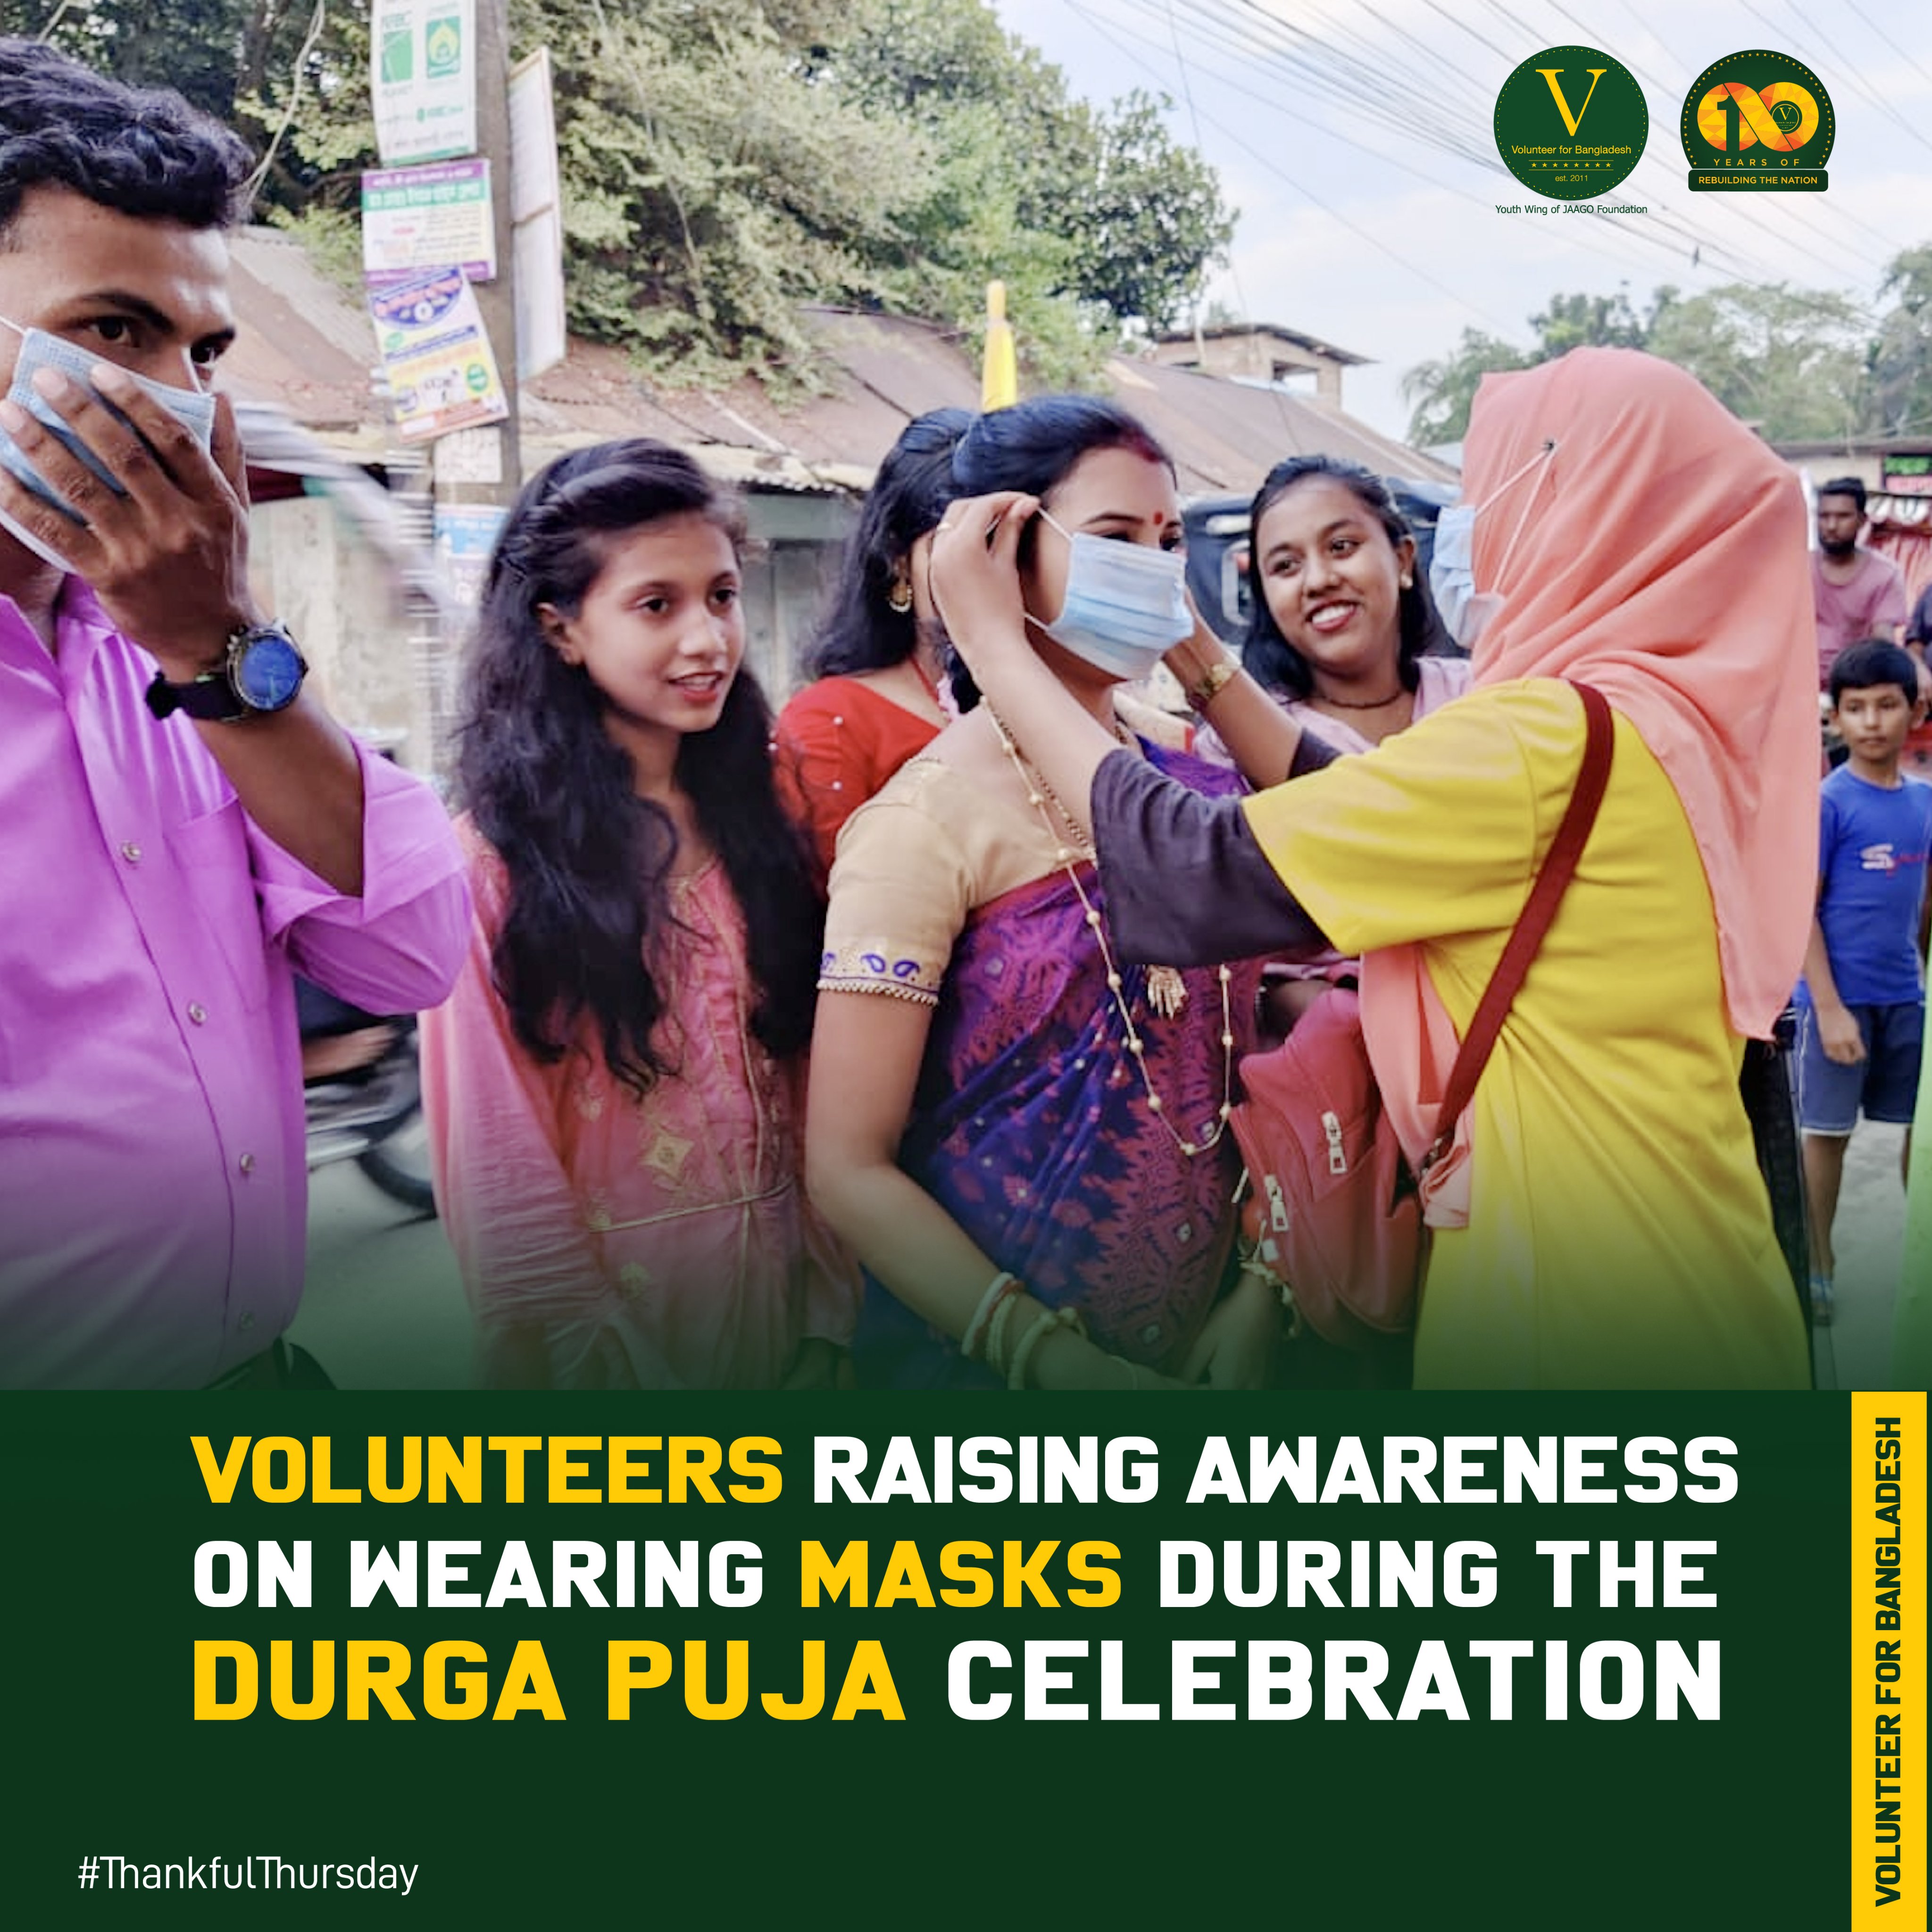 V
Volunteer for Bangladesh
est. 2011
Youth Wing of JAAGO Foundation
10
V
YEARS OF
REBUILDING THE NATION
VOLUNTEERS RAISING AWARENESS
ON WEARING MASKS DURING THE
DURGA PUJA CELEBRATION
#ThankfulThursday
VOLUNTEER FOR BANGLADESH